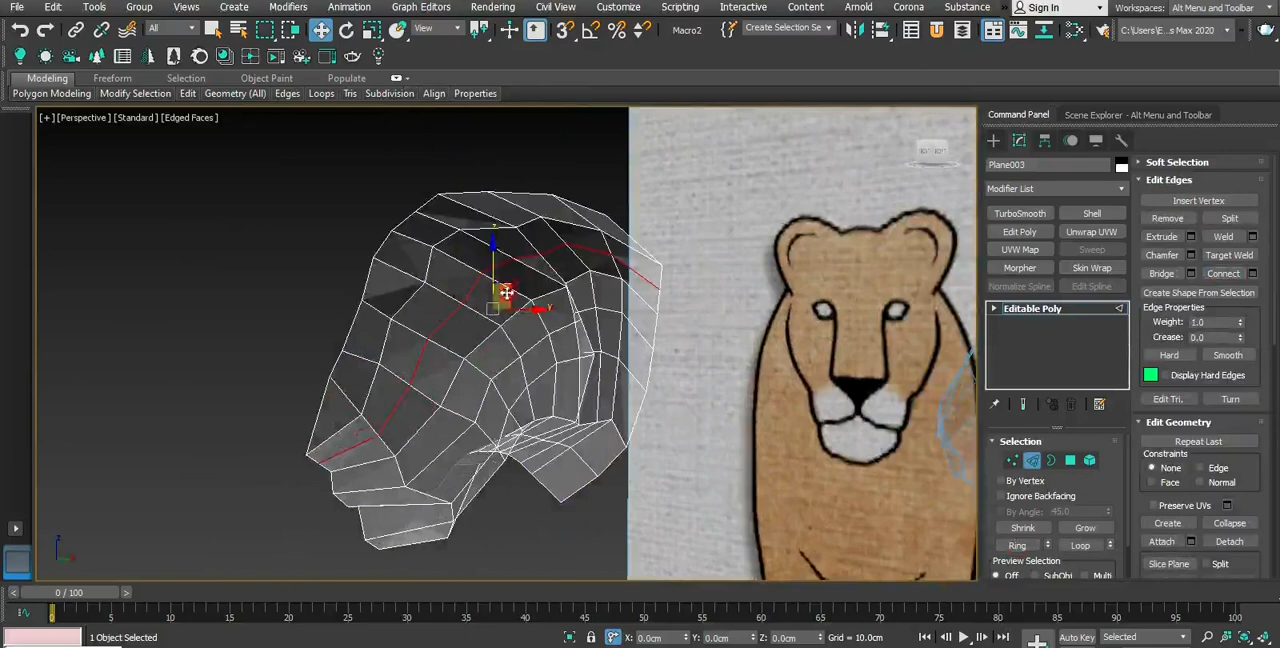 File Edit Tools Group Views Create Modifiers Animation Graph Editors Rendering Civil View Customize Scripting Interactive Content Arnold Corona Substance Sign In Workspaces: Alt Menu and Toolbar
All View Macro2 Create Selection Se C:\Users\E...s Max 2020
Modeling Freeform Selection Object Paint Populate
Polygon Modeling Modify Selection Edit Geometry (All) Edges Loops Tris Subdivision Align Properties
[+] [Perspective] [Standard] [Edged Faces]
Command Panel Scene Explorer - Alt Menu and Toolbar
Plane003
Modifier List
TurboSmooth Shell
Edit Poly Unwrap UVW
UVW Map Sweep
Morpher Skin Wrap
Normalize Spline Edit Spline
Editable Poly
Selection
By Vertex
Ignore Backfacing
By Angle: 45.0
Shrink Grow
Ring Loop
Preview Selection
Off SubObj Multi
Soft Selection
Edit Edges
Insert Vertex
Remove Split
Extrude Weld
Chamfer Target Weld
Bridge Connect
Create Shape From Selection
Edge Properties
Weight: 1.0
Crease: 0.0
Hard Smooth
Display Hard Edges
Edit Tri. Turn
Edit Geometry
Repeat Last
Constraints
None Edge
Face Normal
Preserve UVs
Create Collapse
Attach Detach
Slice Plane Split
z
y
z
0 / 100
0 5 10 15 20 25 30 35 40 45 50 55 60 65 70 75 80 85 90 95 100
1 Object Selected X: 0.0cm Y: 0.0cm Z: 0.0cm Grid = 10.0cm Auto Key Selected